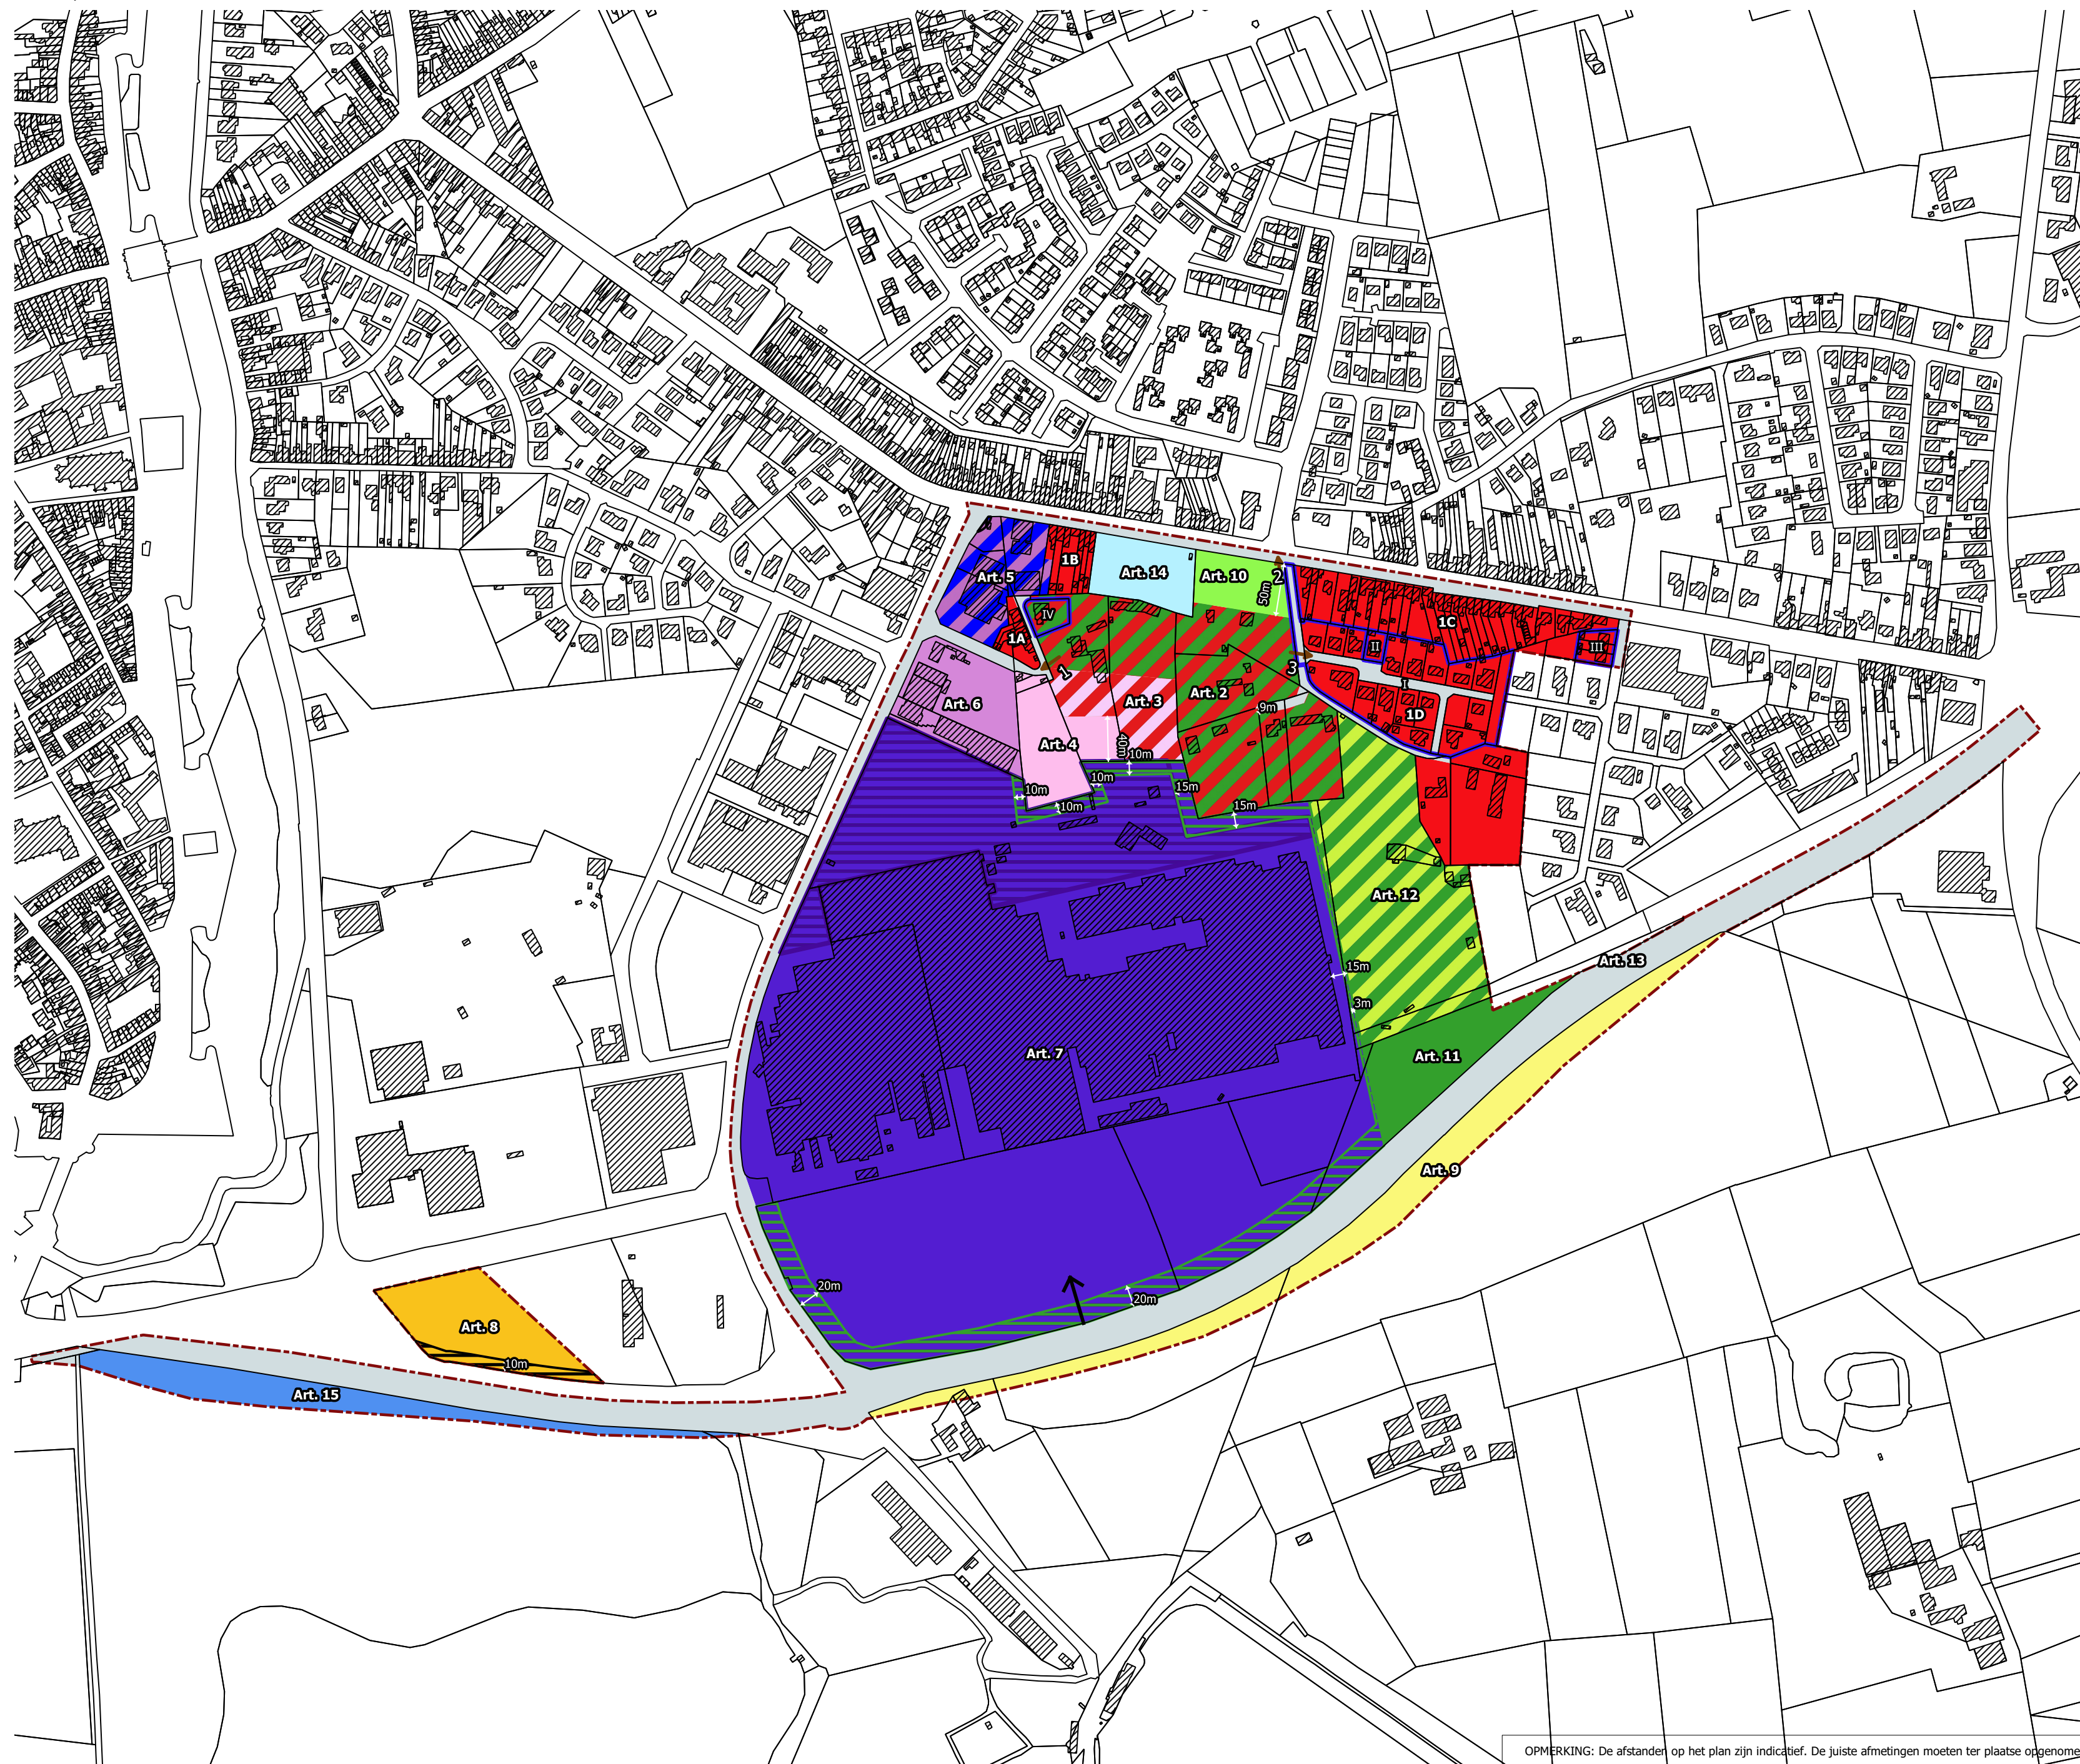 1B
Art. 14
Art. 5
Art. 10
2
50m
IV
1A
1C
II
III
1
3
I
Art. 6
Art. 3
Art. 2
9m
1D
Art. 4
40m
10m
10m
10m
10m
15m
15m
Art. 12
Art. 13
15m
3m
Art. 7
Art. 11
Art. 9
20m
20m
Art. 8
10m
Art. 15
OPMERKING: De afstanden op het plan zijn indicatief. De juiste afmetingen moeten ter plaatse opgenome